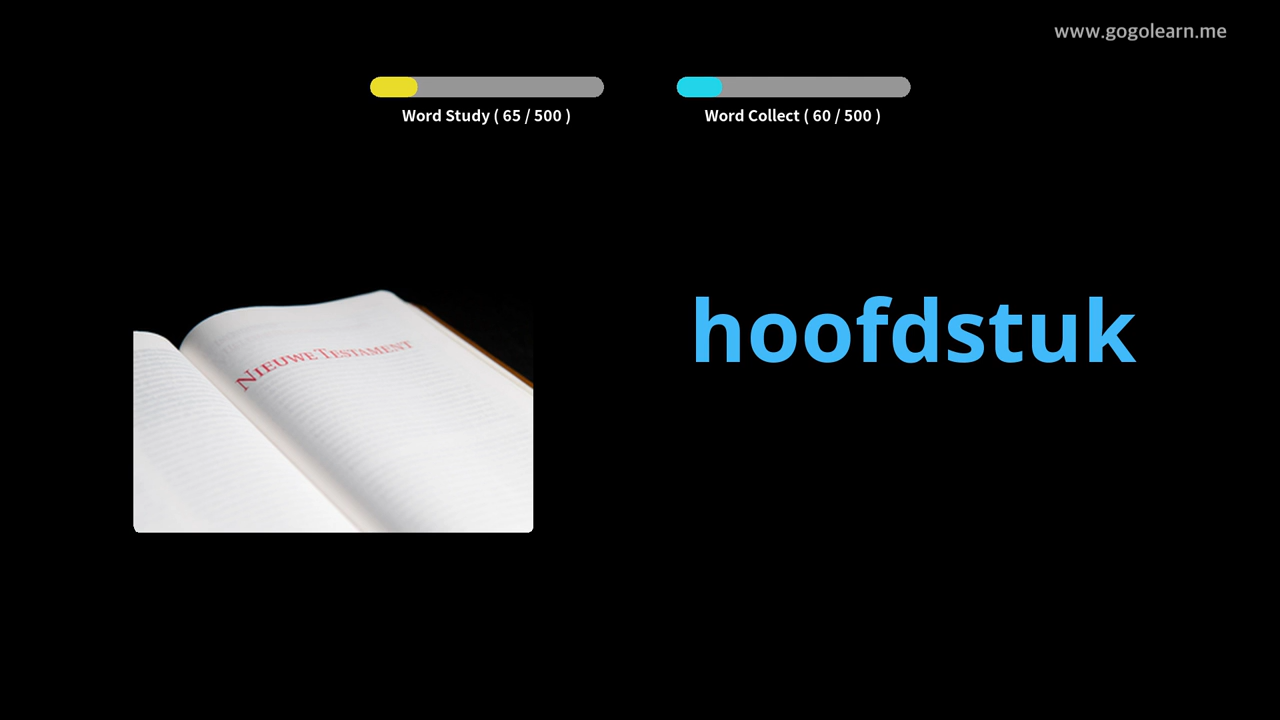 www.gogolearn.me
Word Study ( 65 / 500 )
Word Collect ( 60 / 500 )
NIEUWE TESTAMENT
hoofdstuk